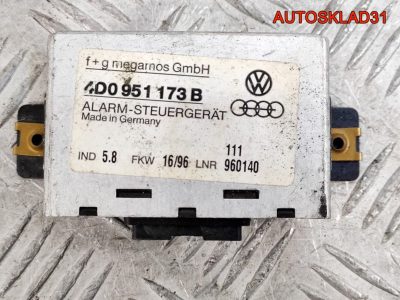 AUTOSKLAD31
f+g megamos GmbH
4D0 951 173 B
ALARM-STEUERGERÄT
Made in Germany
111
IND 5.8 FKW 16/96 LNR 960140